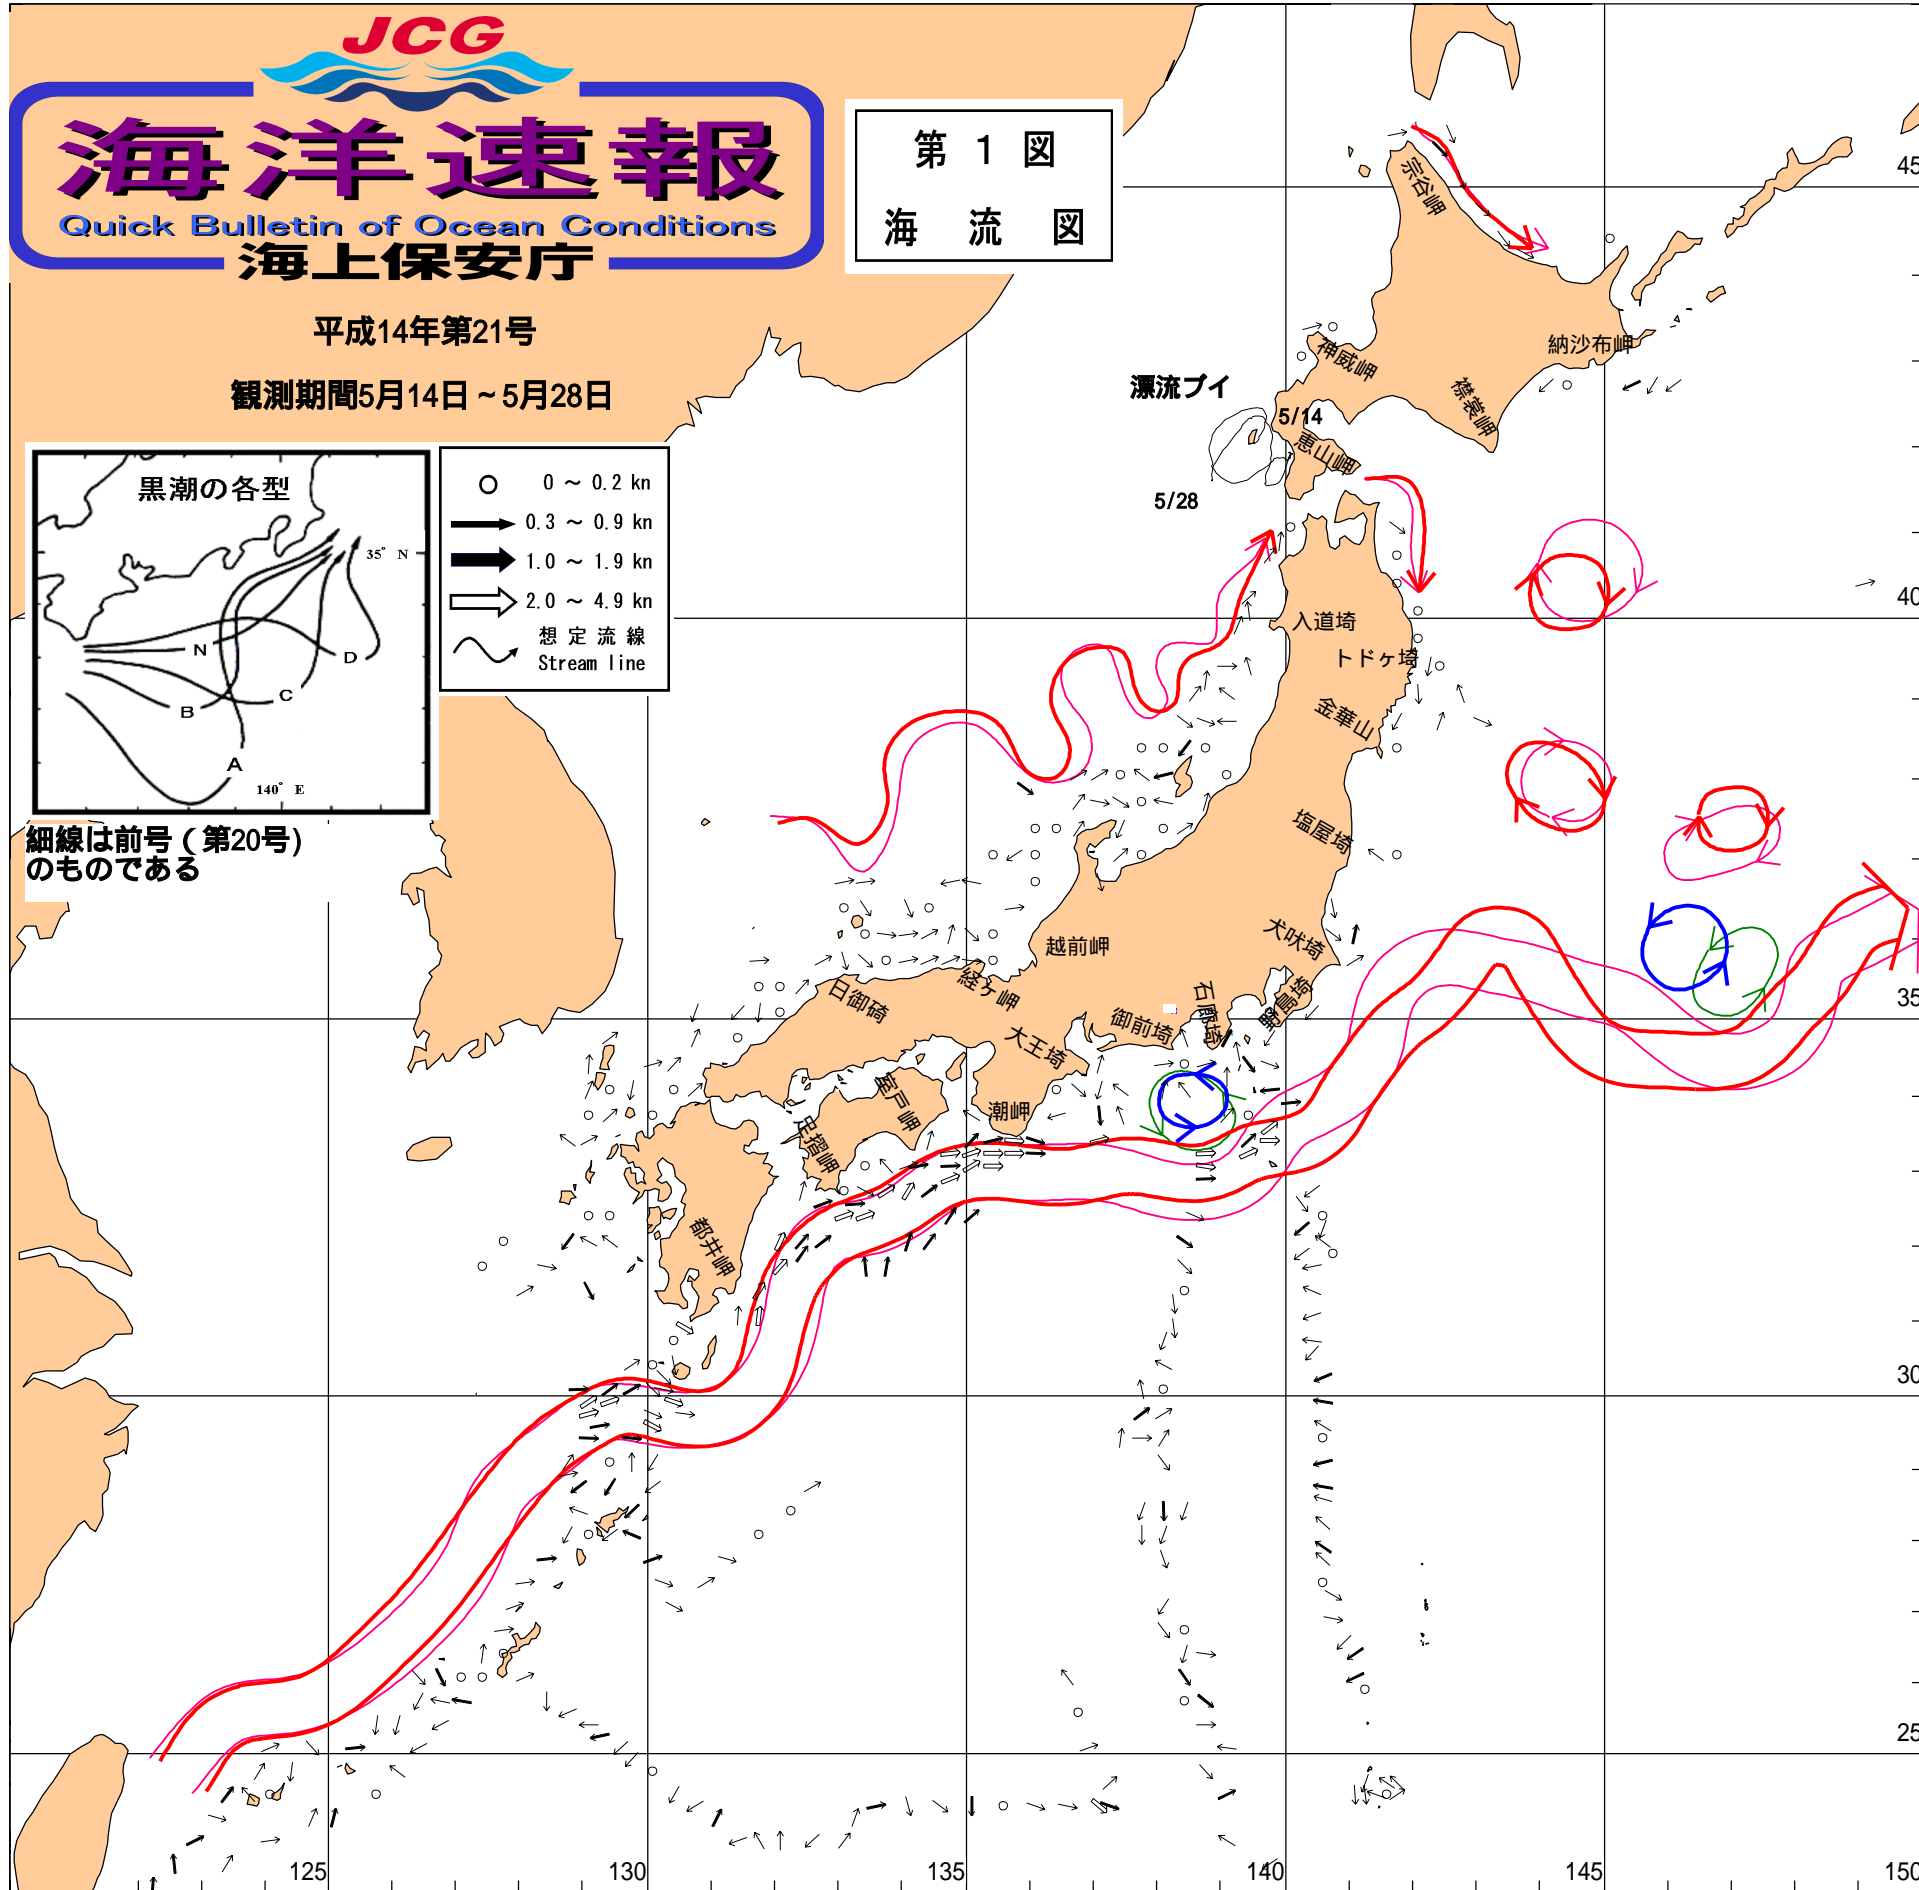 JCG
海洋速報
Quick Bulletin of Ocean Conditions
海上保安庁
第 1 図
海 流 図
平成14年第21号
観測期間5月14日~5月28日
黒潮の各型
35° N
N
D
C
B
A
140° E
0 ～ 0.2 kn
0.3 ～ 0.9 kn
1.0 ～ 1.9 kn
2.0 ～ 4.9 kn
想 定 流 線
Stream line
細線は前号(第20号)
のものである
漂流ブイ
5/14
5/28
宗谷岬
神威岬
納沙布岬
襟裳岬
恵山岬
入道埼
トドヶ埼
金華山
塩屋埼
犬吠埼
野島埼
石廊埼
御前埼
大王埼
潮岬
越前岬
経ヶ岬
日御碕
室戸岬
足摺岬
都井岬
45
40
35
30
25
125
130
135
140
145
150